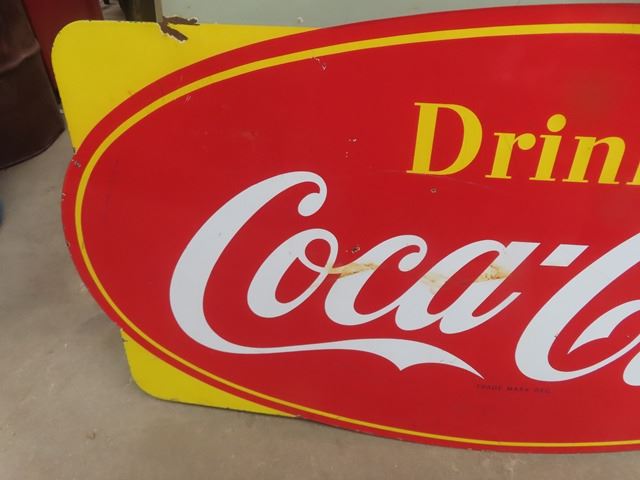 Drin
Coca-C
TRADE MARK REG.